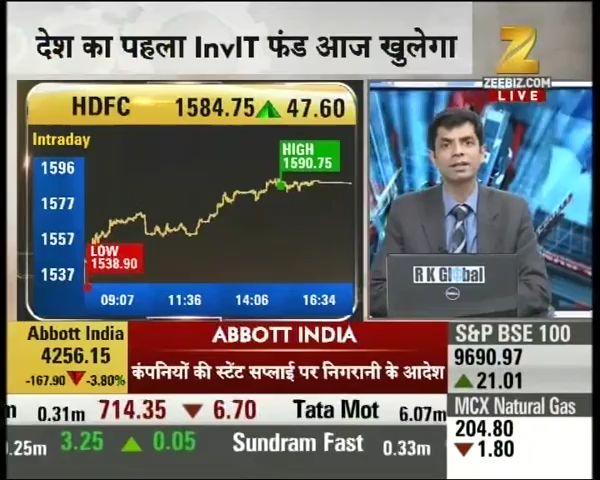 देश का पहला InvIT फंड आज खुलेगा
Z
ZEEBIZ.COM
LIVE
HDFC 1584.75 47.60
Intraday
1596
1577
1557
1537
HIGH
1590.75
LOW
1538.90
09:07 11:36 14:06 16:34
R K Global
DELL
Abbott India
4256.15
-167.90 -3.80%
ABBOTT INDIA
कंपनियों की स्टेंट सप्लाई पर निगरानी के आदेश
S&P BSE 100
9690.97
21.01
MCX Natural Gas
204.80
1.80
m 0.31m 714.35 6.70 Tata Mot 6.07m
.25m 3.25 0.05 Sundram Fast 0.33m